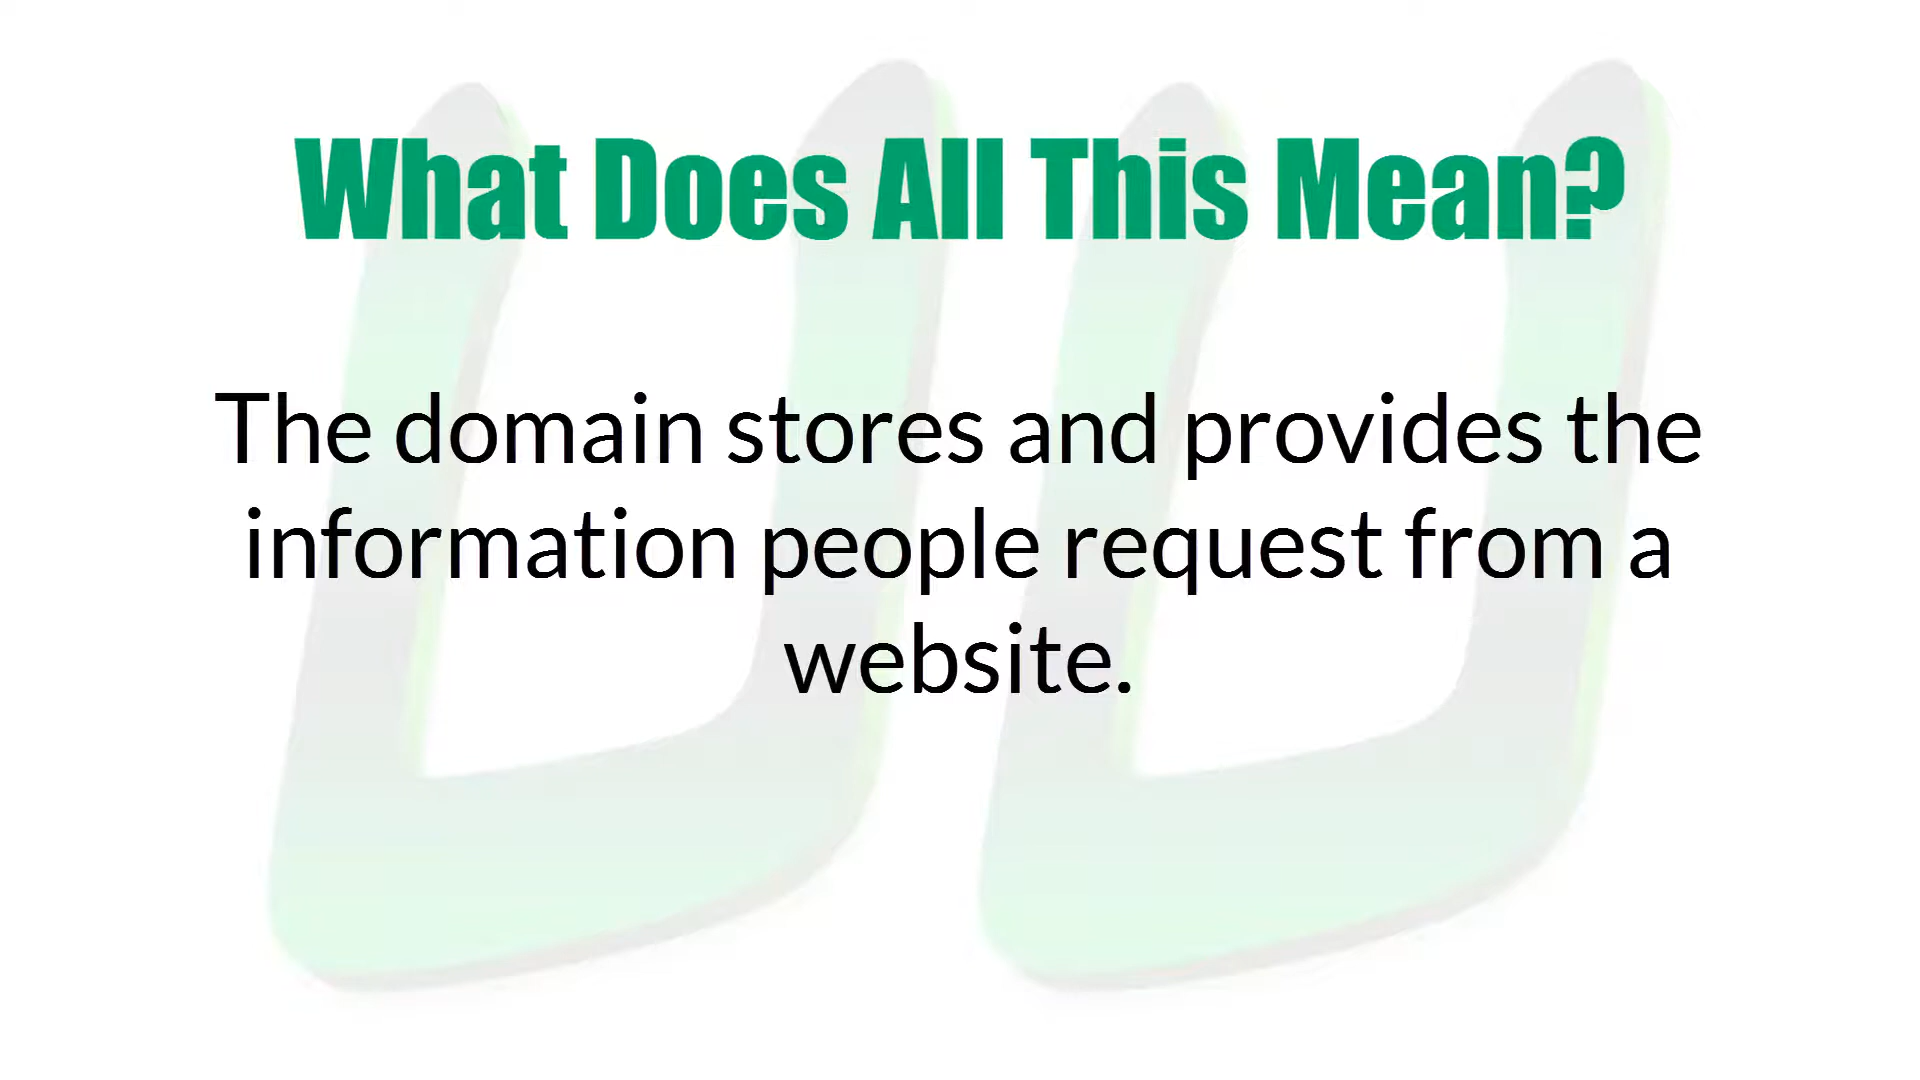 What Does All This Mean?
The domain stores and provides the
information people request from a
website.